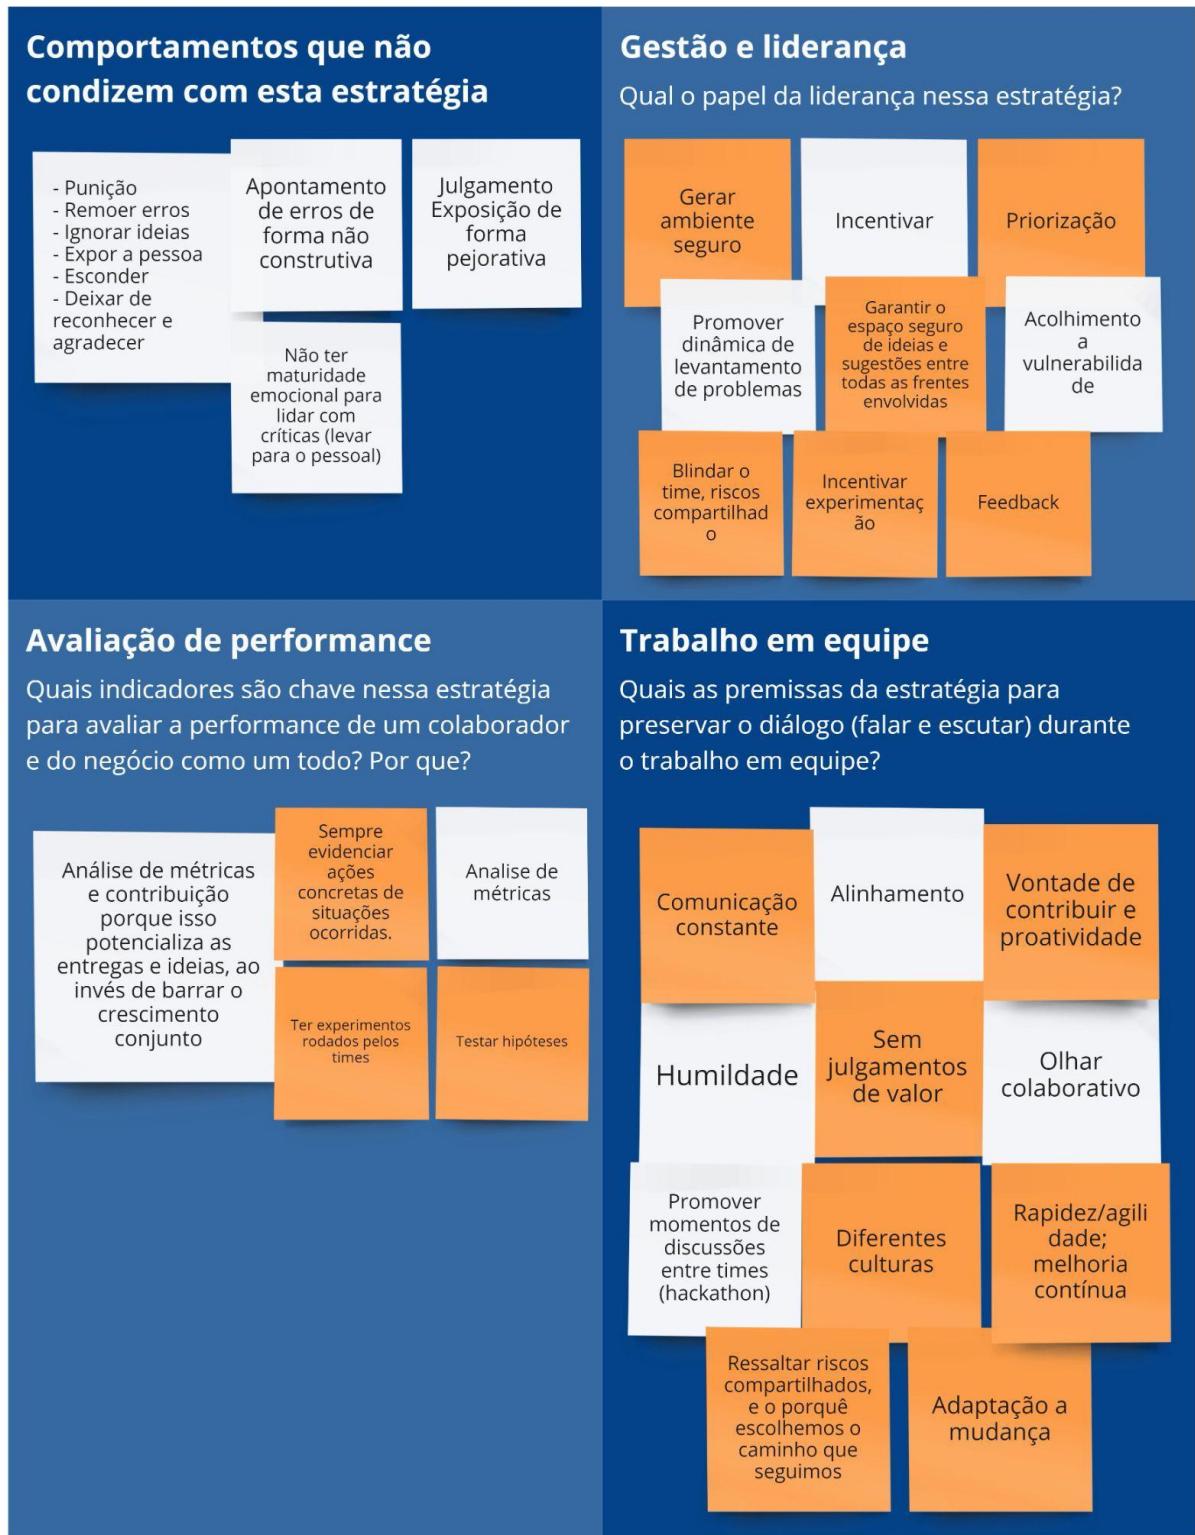 Comportamentos que não
condizem com esta estratégia
- Punição
- Remoer erros
- Ignorar ideias
- Expor a pessoa
- Esconder
- Deixar de
reconhecer e
agradecer
Apontamento
de erros de
forma não
construtiva
Julgamento
Exposição de
forma
pejorativa
Não ter
maturidade
emocional para
lidar com
críticas (levar
para o pessoal)
Gestão e liderança
Qual o papel da liderança nessa estratégia?
Gerar
ambiente
seguro
Incentivar
Priorização
Promover
dinâmica de
levantamento
de problemas
Garantir o
espaço seguro
de ideias e
sugestões entre
todas as frentes
envolvidas
Acolhimento
a
vulnerabilida
de
Blindar o
time, riscos
compartilhad
o
Incentivar
experimentaç
ão
Feedback
Avaliação de performance
Quais indicadores são chave nessa estratégia
para avaliar a performance de um colaborador
e do negócio como um todo? Por que?
Análise de métricas
e contribuição
porque isso
potencializa as
entregas e ideias, ao
invés de barrar o
crescimento
conjunto
Sempre
evidenciar
ações
concretas de
situações
ocorridas.
Analise de
métricas
Ter experimentos
rodados pelos
times
Testar hipóteses
Trabalho em equipe
Quais as premissas da estratégia para
preservar o diálogo (falar e escutar) durante
o trabalho em equipe?
Comunicação
constante
Alinhamento
Vontade de
contribuir e
proatividade
Humildade
Sem
julgamentos
de valor
Olhar
colaborativo
Promover
momentos de
discussões
entre times
(hackathon)
Diferentes
culturas
Rapidez/agili
dade;
melhoria
contínua
Ressaltar riscos
compartilhados,
e o porquê
escolhemos o
caminho que
seguimos
Adaptação a
mudança